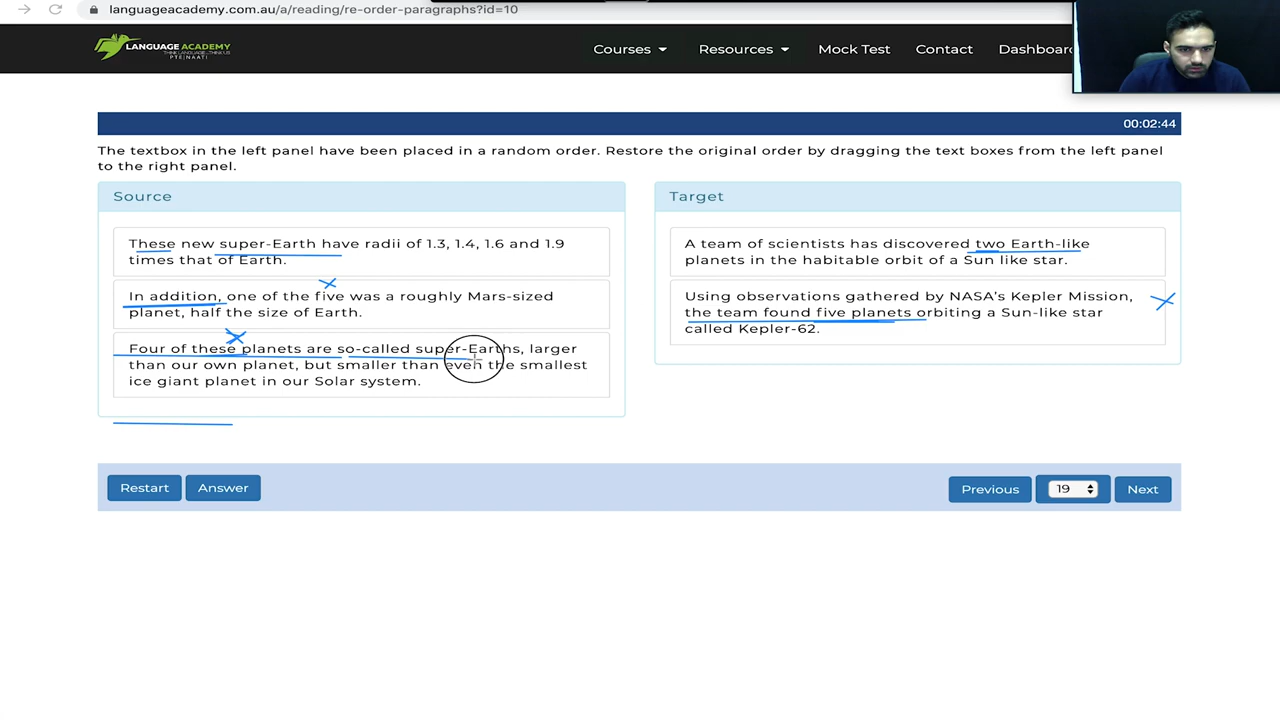 languageacademy.com.au/a/reading/re-order-paragraphs?id=10
LANGUAGE ACADEMY
THINK LANGUAGE - THINK US
PTE|NAATI
Courses Resources Mock Test Contact Dashboard
00:02:44
The textbox in the left panel have been placed in a random order. Restore the original order by dragging the text boxes from the left panel
to the right panel.
Source
These new super-Earth have radii of 1.3, 1.4, 1.6 and 1.9
times that of Earth.
In addition, one of the five was a roughly Mars-sized
planet, half the size of Earth.
Four of these planets are so-called super-Earths, larger
than our own planet, but smaller than even the smallest
ice giant planet in our Solar system.
Target
A team of scientists has discovered two Earth-like
planets in the habitable orbit of a Sun like star.
Using observations gathered by NASA's Kepler Mission,
the team found five planets orbiting a Sun-like star
called Kepler-62.
Restart Answer
Previous 19 Next